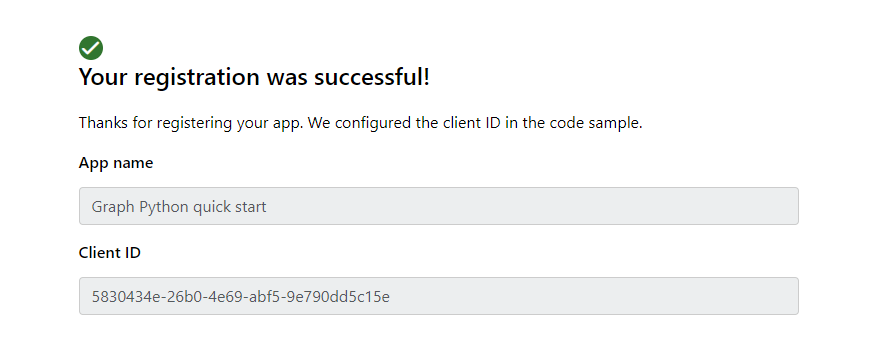 Your registration was successful!
Thanks for registering your app. We configured the client ID in the code sample.
App name
Graph Python quick start
Client ID
5830434e-26b0-4e69-abf5-9e790dd5c15e